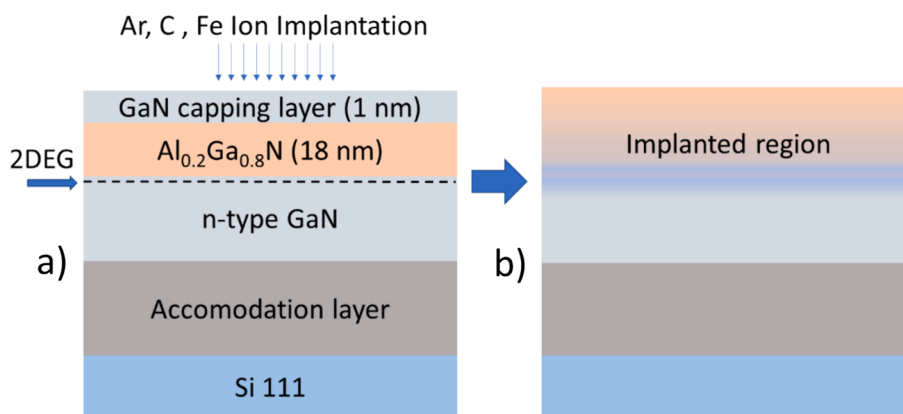 Ar, C , Fe Ion Implantation
GaN capping layer (1 nm)
2DEG
Al0.2Ga0.8N (18 nm)
n-type GaN
a)
Accomodation layer
Si 111
Implanted region
b)